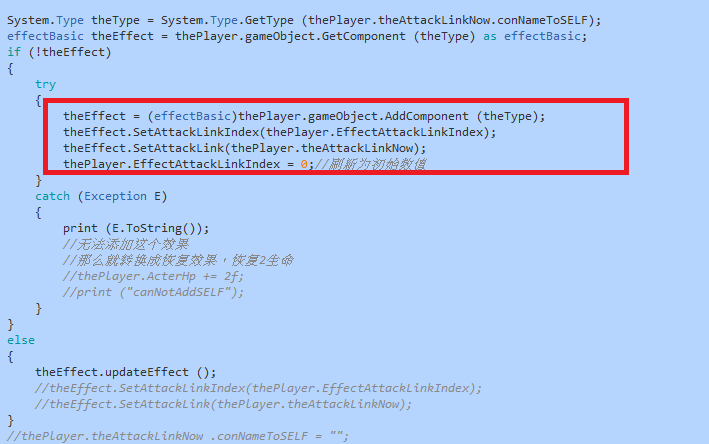 System.Type theType = System.Type.GetType (thePlayer.theAttackLinkNow.conNameToSELF);
effectBasic theEffect = thePlayer.gameObject.GetComponent (theType) as effectBasic;
if (!theEffect)
{
try
{
theEffect = (effectBasic)thePlayer.gameObject.AddComponent (theType);
theEffect.SetAttackLinkIndex(thePlayer.EffectAttackLinkIndex);
theEffect.SetAttackLink(thePlayer.theAttackLinkNow);
thePlayer.EffectAttackLinkIndex = 0;//刷新为初始数值
}
catch (Exception E)
{
print (E.ToString());
//无法添加这个效果
//那么就转换成恢复效果，恢复2生命
//thePlayer.ActerHp += 2f;
//print ("canNotAddSELF");
}
}
else
{
theEffect.updateEffect ();
//theEffect.SetAttackLinkIndex(thePlayer.EffectAttackLinkIndex);
//theEffect.SetAttackLink(thePlayer.theAttackLinkNow);
}
//thePlayer.theAttackLinkNow .conNameToSELF = "";